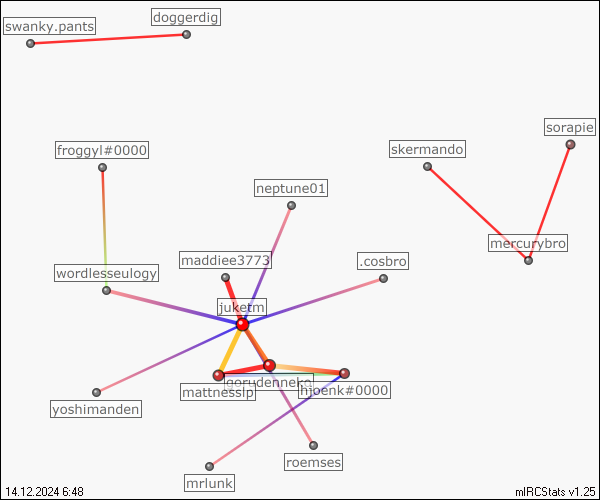 doggerdig
swanky.pants
sorapie
froggyl#0000
skermando
neptune01
mercurybro
maddiee3773
.cosbro
wordlesseulogy
juketm
gorudenneko
mattnesslp
hjoenk#0000
yoshimanden
roemses
mrlunk
14.12.2024 6:48
mIRCStats v1.25